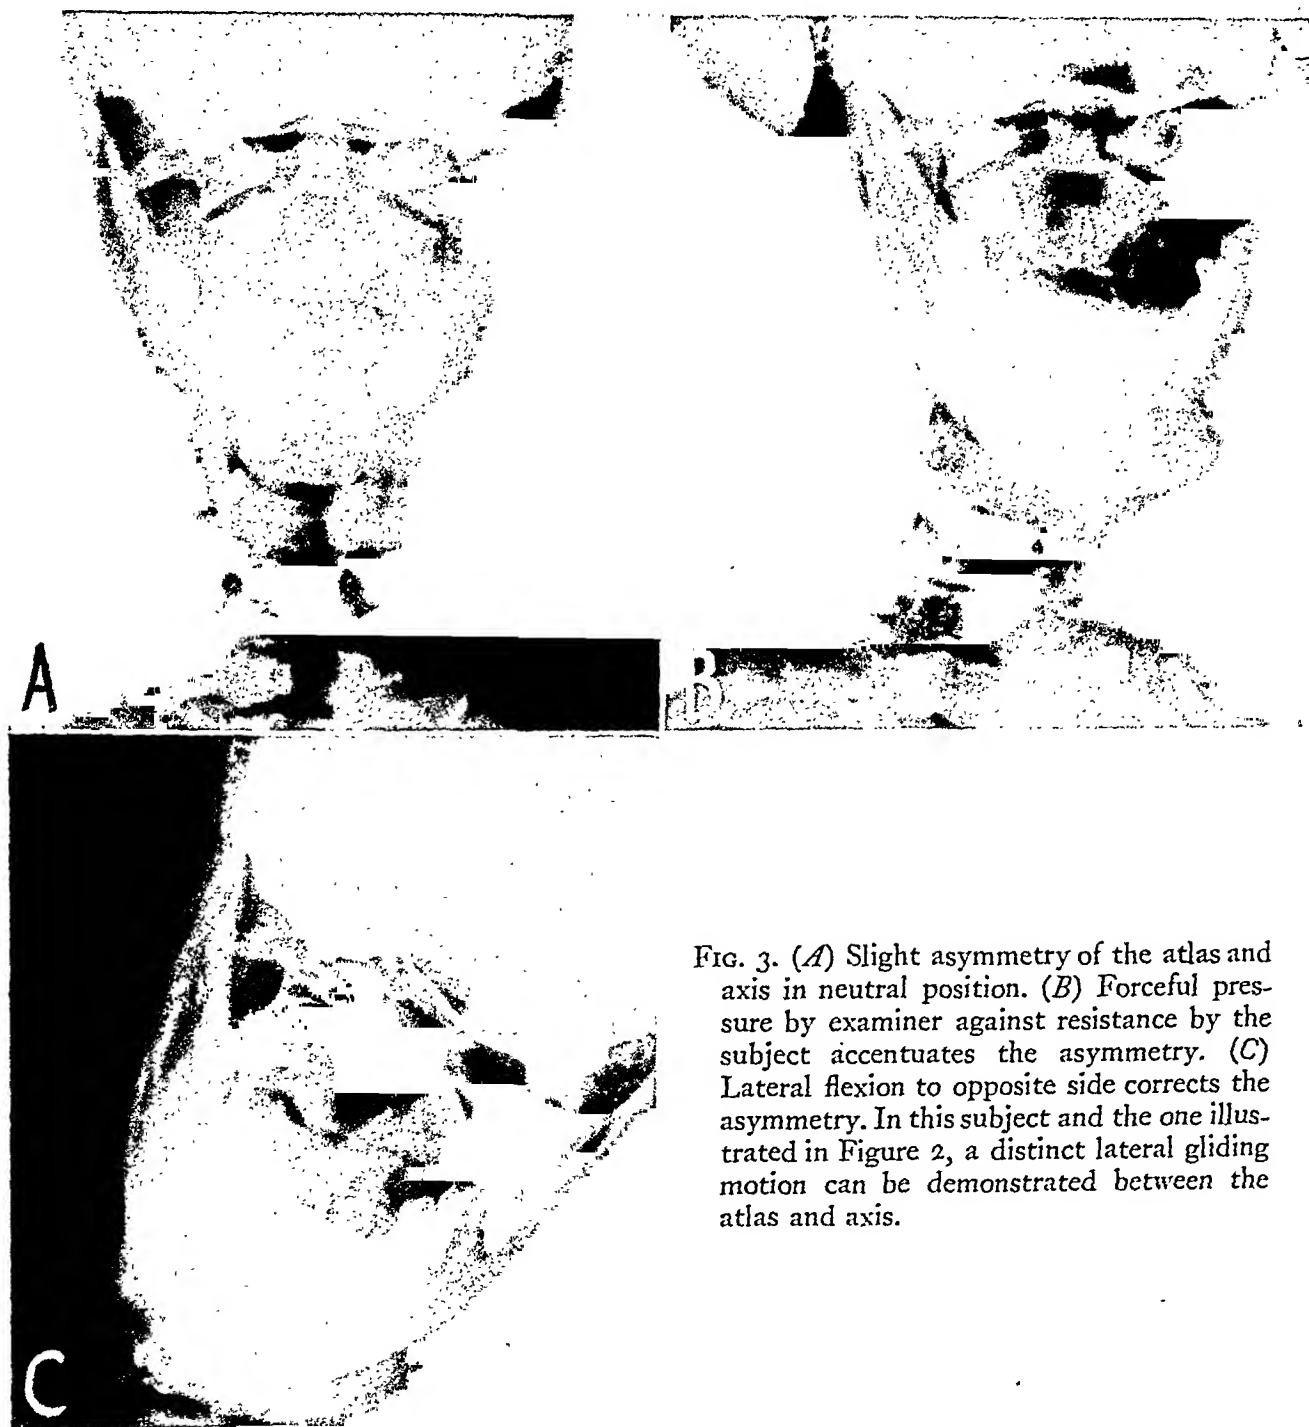 A
B
4
C
FIG. 3. (A) Slight asymmetry of the atlas and
axis in neutral position. (B) Forceful pres-
sure by examiner against resistance by the
subject accentuates the asymmetry. (C)
Lateral flexion to opposite side corrects the
asymmetry. In this subject and the one illus-
trated in Figure 2, a distinct lateral gliding
motion can be demonstrated between the
atlas and axis.